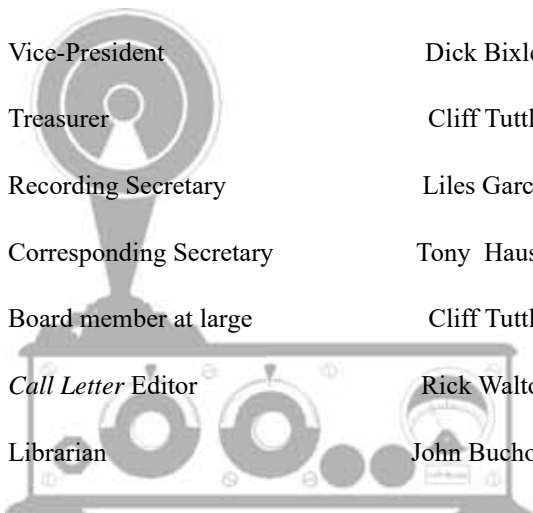 Vice-President Dick Bixle
Treasurer Cliff Tuttl
Recording Secretary Liles Garc
Corresponding Secretary Tony Haus
Board member at large Cliff Tuttl
Call Letter Editor Rick Walto
Librarian John Bucho